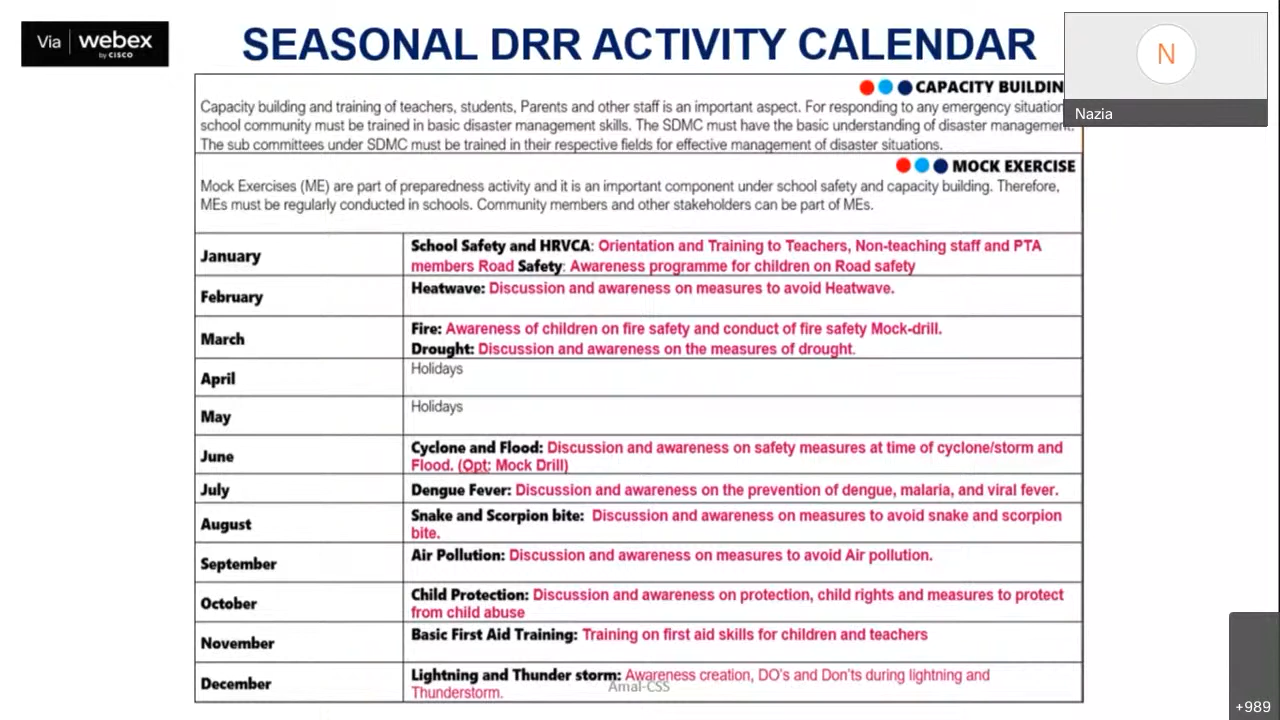 Via webex
by CISCO
SEASONAL DRR ACTIVITY CALENDAR
N
Nazia
CAPACITY BUILDIN
Capacity building and training of teachers, students, Parents and other staff is an important aspect. For responding to any emergency situation
school community must be trained in basic disaster management skills. The SDMC must have the basic understanding of disaster management.
The sub committees under SDMC must be trained in their respective fields for effective management of disaster situations.
MOCK EXERCISE
Mock Exercises (ME) are part of preparedness activity and it is an important component under school safety and capacity building. Therefore,
MEs must be regularly conducted in schools. Community members and other stakeholders can be part of MEs.
January
School Safety and HRVCA: Orientation and Training to Teachers, Non-teaching staff and PTA
members Road Safety: Awareness programme for children on Road safety
February
Heatwave: Discussion and awareness on measures to avoid Heatwave.
March
Fire: Awareness of children on fire safety and conduct of fire safety Mock-drill.
Drought: Discussion and awareness on the measures of drought.
April
Holidays
May
Holidays
June
Cyclone and Flood: Discussion and awareness on safety measures at time of cyclone/storm and
Flood. (Opt: Mock Drill)
July
Dengue Fever: Discussion and awareness on the prevention of dengue, malaria, and viral fever.
August
Snake and Scorpion bite: Discussion and awareness on measures to avoid snake and scorpion
bite.
September
Air Pollution: Discussion and awareness on measures to avoid Air pollution.
October
Child Protection: Discussion and awareness on protection, child rights and measures to protect
from child abuse
November
Basic First Aid Training: Training on first aid skills for children and teachers
December
Lightning and Thunder storm: Awareness creation, DO's and Don'ts during lightning and
Thunderstorm.
Amal-CSS
+989